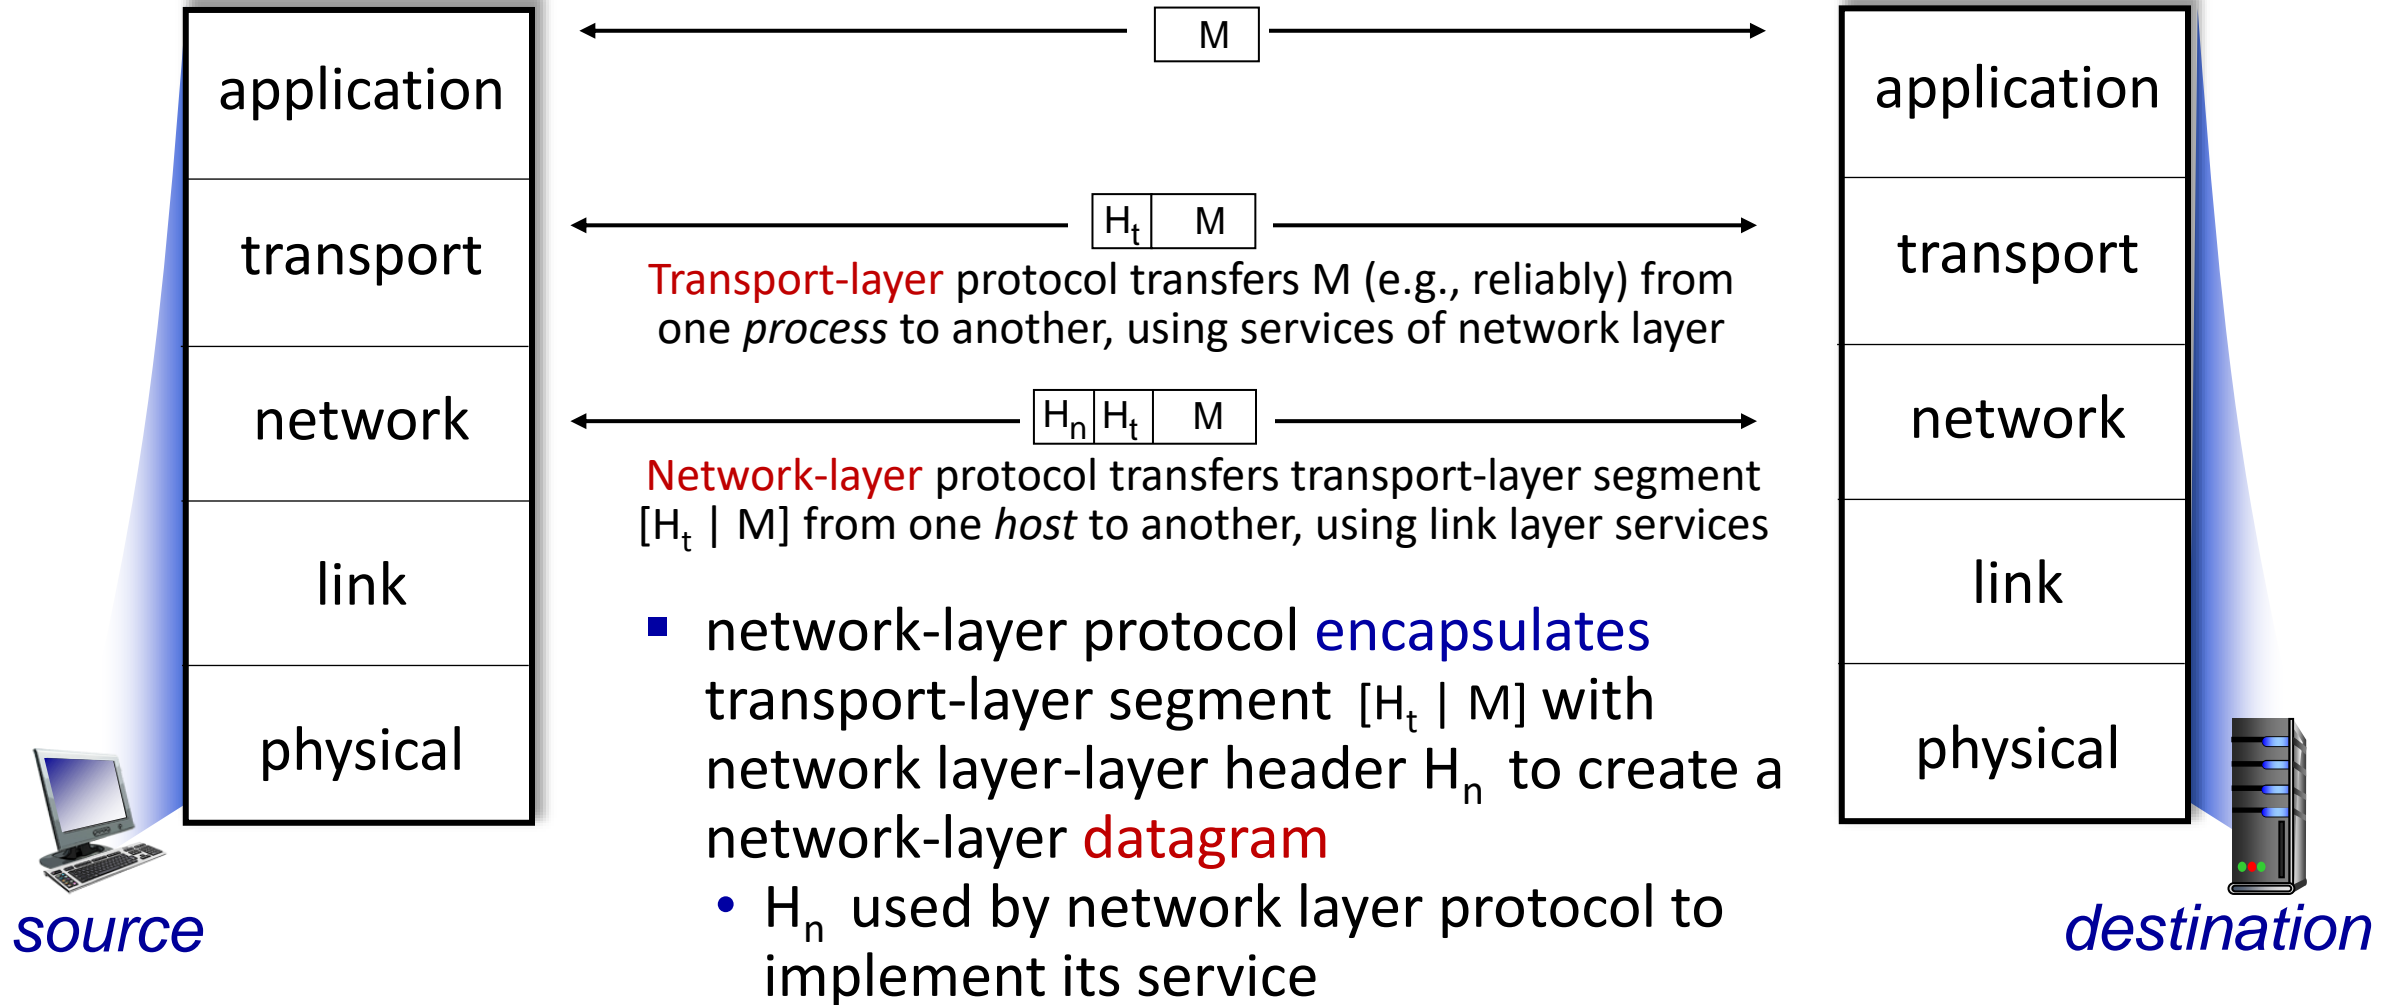 M
application
application
Ht M
transport
transport
Transport-layer protocol transfers M (e.g., reliably) from
one process to another, using services of network layer
Hn Ht M
network
network
Network-layer protocol transfers transport-layer segment
[Ht | M] from one host to another, using link layer services
link
link
▪ network-layer protocol encapsulates
transport-layer segment [Ht | M] with
network layer-layer header Hn to create a
network-layer datagram
• Hn used by network layer protocol to
implement its service
physical
physical
source
destination